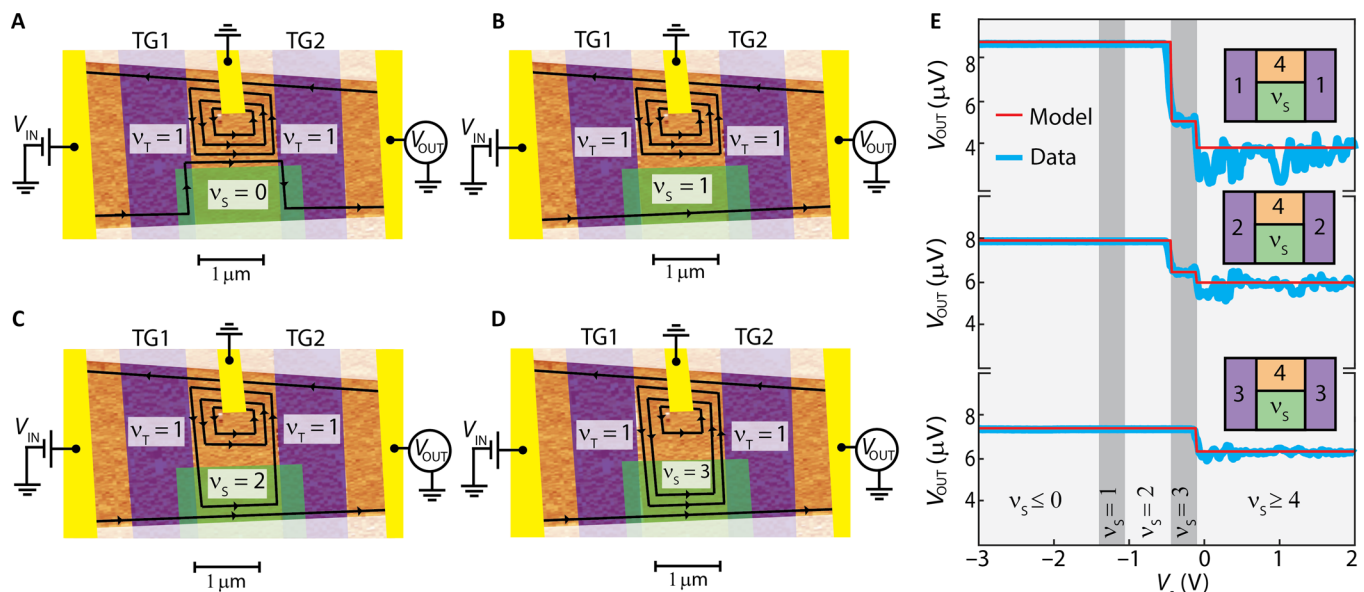 A
TG1
TG2
V_IN
ν_T = 1
ν_T = 1
V_OUT
ν_S = 0
1 μm
B
TG1
TG2
V_IN
ν_T = 1
ν_T = 1
V_OUT
ν_S = 1
1 μm
C
TG1
TG2
V_IN
ν_T = 1
ν_T = 1
V_OUT
ν_S = 2
1 μm
D
TG1
TG2
V_IN
ν_T = 1
ν_T = 1
V_OUT
ν_S = 3
1 μm
E
V_OUT (μV)
8
6
4
Model
Data
1
4
ν_S
1
V_OUT (μV)
8
6
4
2
4
ν_S
2
V_OUT (μV)
8
6
4
3
4
ν_S
3
ν_S ≤ 0
ν_S = 1
ν_S = 2
ν_S = 3
ν_S ≥ 4
−3
−2
−1
0
1
2
(V)